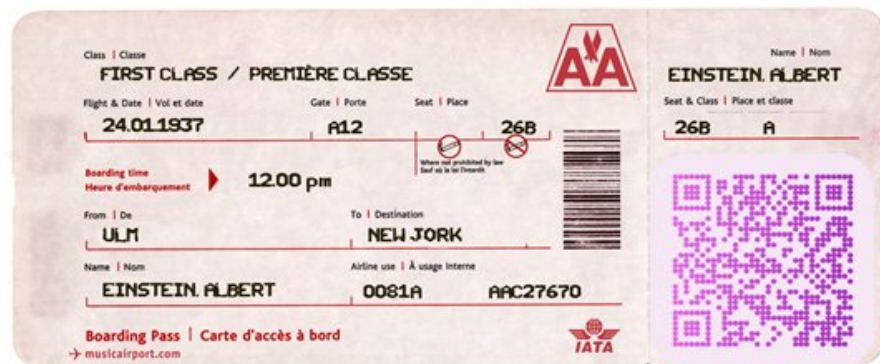 Class | Classe
FIRST CLASS / PREMIÈRE CLASSE
Flight & Date | Vol et date
Gate | Porte
Seat | Place
24.01.1937
A12
26B
Where not prohibited by law
Sauf où la loi l'interdit
Boarding time
Heure d'embarquement
12.00 pm
From | De
To | Destination
ULM
NEW JORK
Name | Nom
Airline use | À usage interne
EINSTEIN, ALBERT
0081A
AAC27670
Boarding Pass | Carte d'accès à bord
musicairport.com
IATA
AA
Name | Nom
EINSTEIN, ALBERT
Seat & Class | Place et classe
26B A